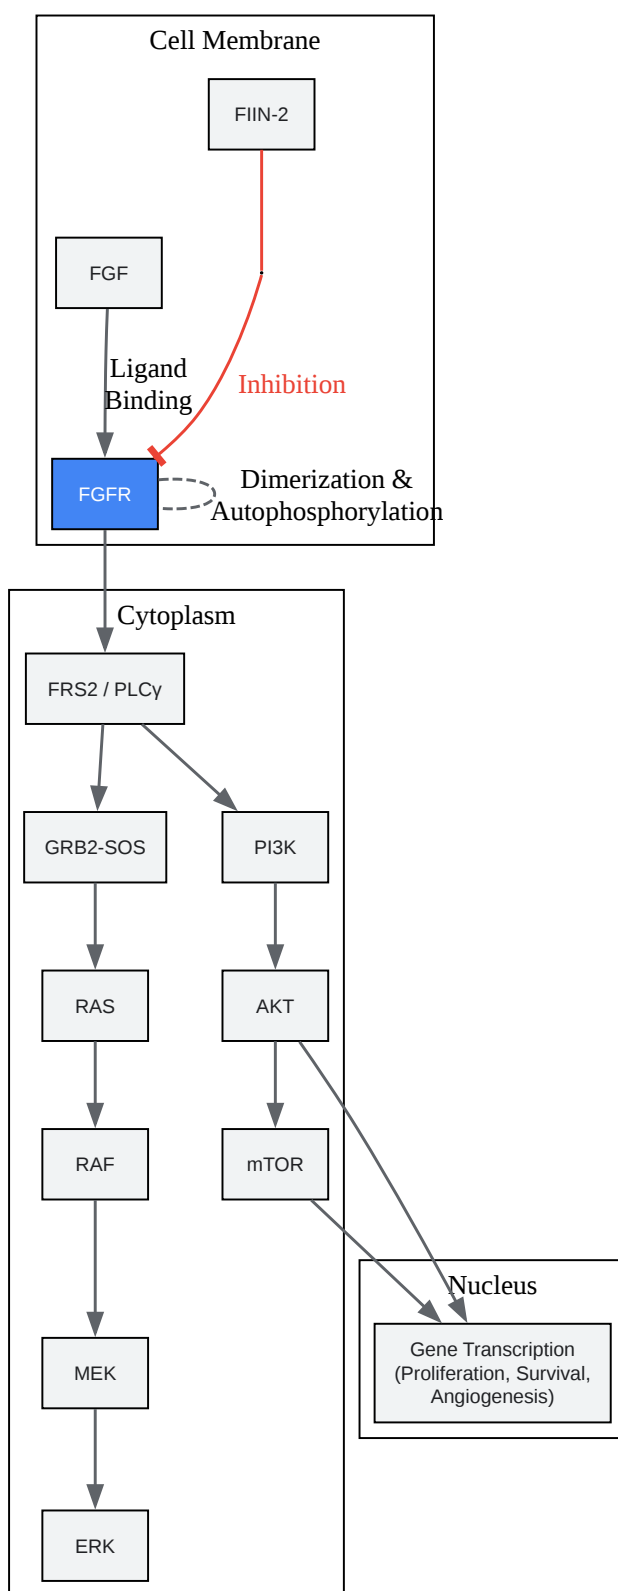 Cell Membrane
FIIN-2
FGF
Ligand
Binding
Inhibition
FGFR
Dimerization &
Autophosphorylation
Cytoplasm
FRS2 / PLCγ
GRB2-SOS
PI3K
RAS
AKT
RAF
mTOR
Nucleus
Gene Transcription
(Proliferation, Survival,
Angiogenesis)
MEK
ERK